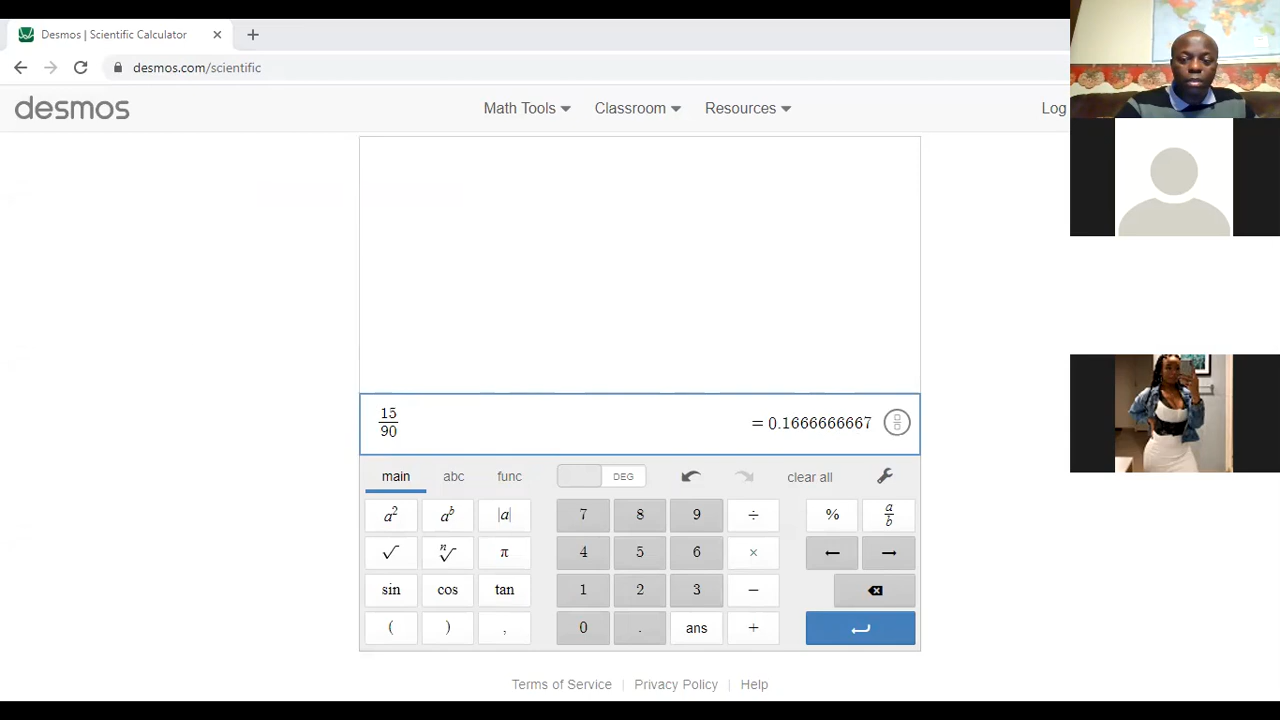 Desmos | Scientific Calculator
desmos.com/scientific
desmos
Math Tools Classroom Resources Log
15
90
= 0.1666666667
main abc func DEG clear all
a² aᵇ |a| 7 8 9 ÷ % a/b
√ ⁿ√ π 4 5 6 ×
sin cos tan 1 2 3 −
( ) , 0 . ans +
Terms of Service | Privacy Policy | Help